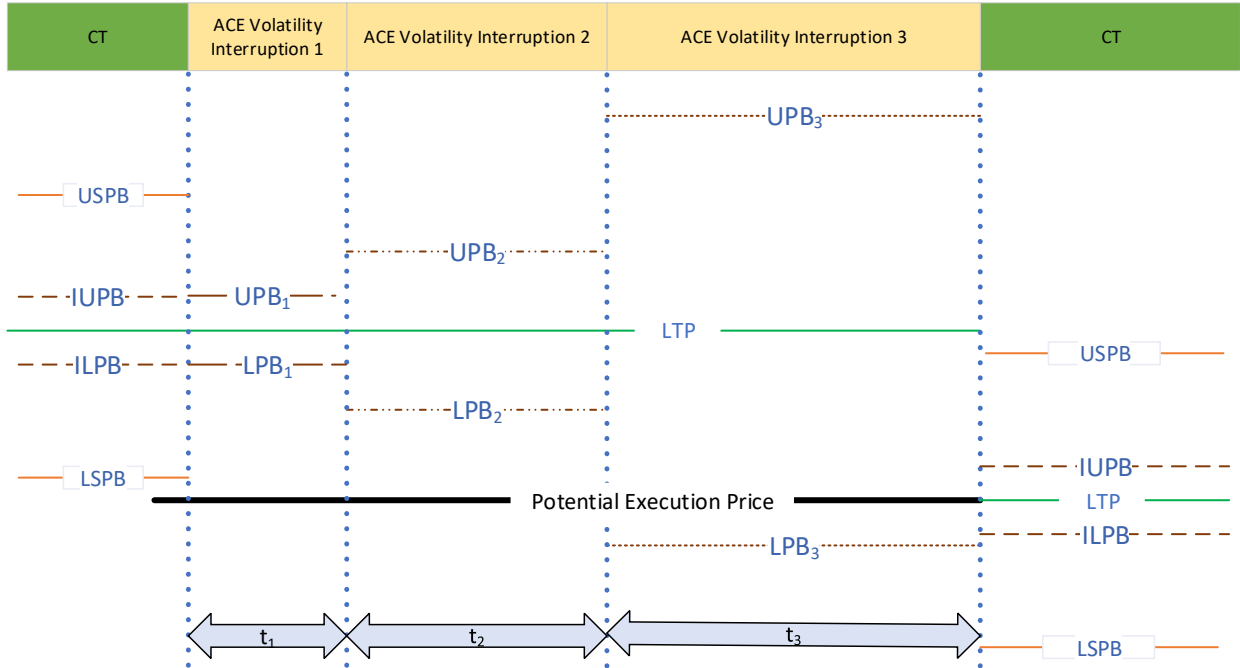 CT
ACE Volatility
Interruption 1
ACE Volatility Interruption 2
ACE Volatility Interruption 3
CT
UPB3
USPB
UPB2
IUPB
UPB1
LTP
USPB
ILPB
LPB1
LPB2
LSPB
IUPB
Potential Execution Price
LTP
ILPB
LPB3
t1
t2
t3
LSPB